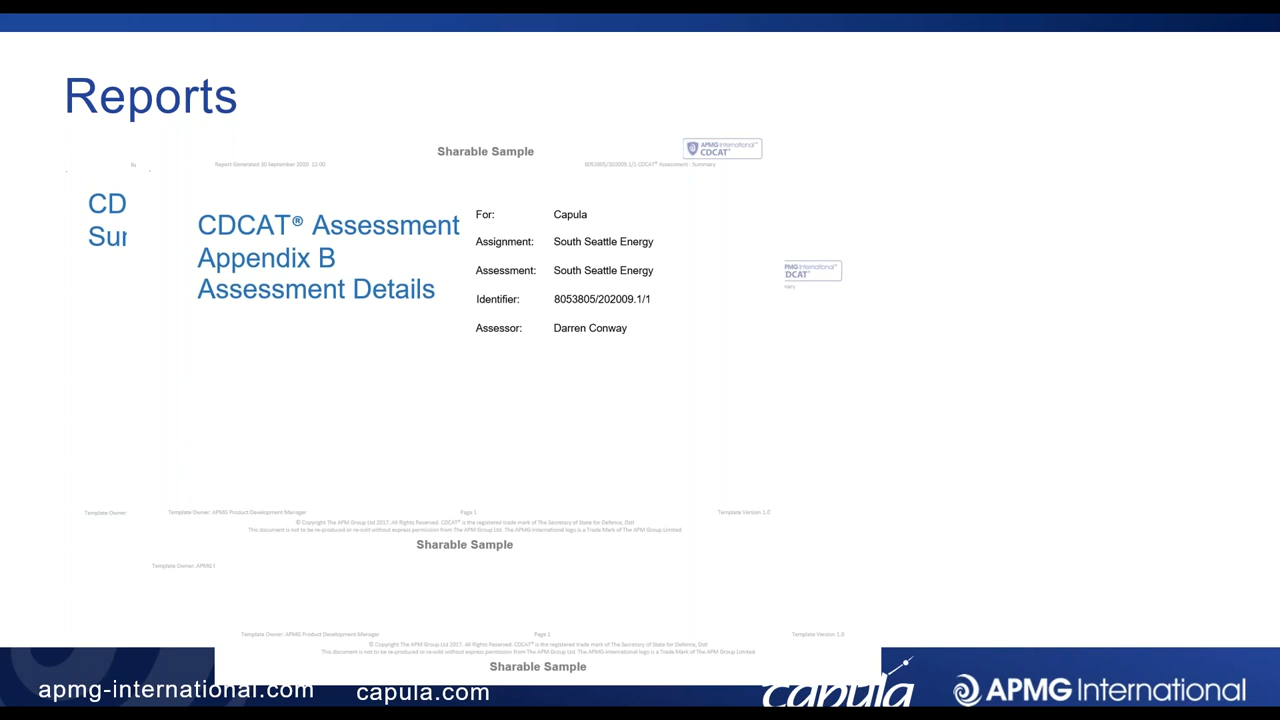 Reports
Sharable Sample
APMG International™
CDCAT®
Report Generated 30 September 2020 12:00
8053805/202009.1/1 CDCAT® Assessment : Summary
CD
Sur
CDCAT® Assessment
Appendix B
Assessment Details
For: Capula
Assignment: South Seattle Energy
Assessment: South Seattle Energy
Identifier: 8053805/202009.1/1
Assessor: Darren Conway
PMG International™
DCAT®
Template Owner
Template Owner: APMG Product Development Manager Page 1 Template Version 1.0
© Copyright The APM Group Ltd 2017. All Rights Reserved. CDCAT® is the registered trade mark of The Secretary of State for Defence, Dstl
This document is not to be re-produced or re-sold without express permission from The APM Group Ltd. The APMG-International logo is a Trade Mark of The APM Group Limited
Sharable Sample
Template Owner: APMG
Template Owner: APMG Product Development Manager Page 1 Template Version 1.0
© Copyright The APM Group Ltd 2017. All Rights Reserved. CDCAT® is the registered trade mark of The Secretary of State for Defence, Dstl
This document is not to be re-produced or re-sold without express permission from The APM Group Ltd. The APMG-International logo is a Trade Mark of The APM Group Limited
Sharable Sample
apmg-international.com capula.com
capula
APMG International